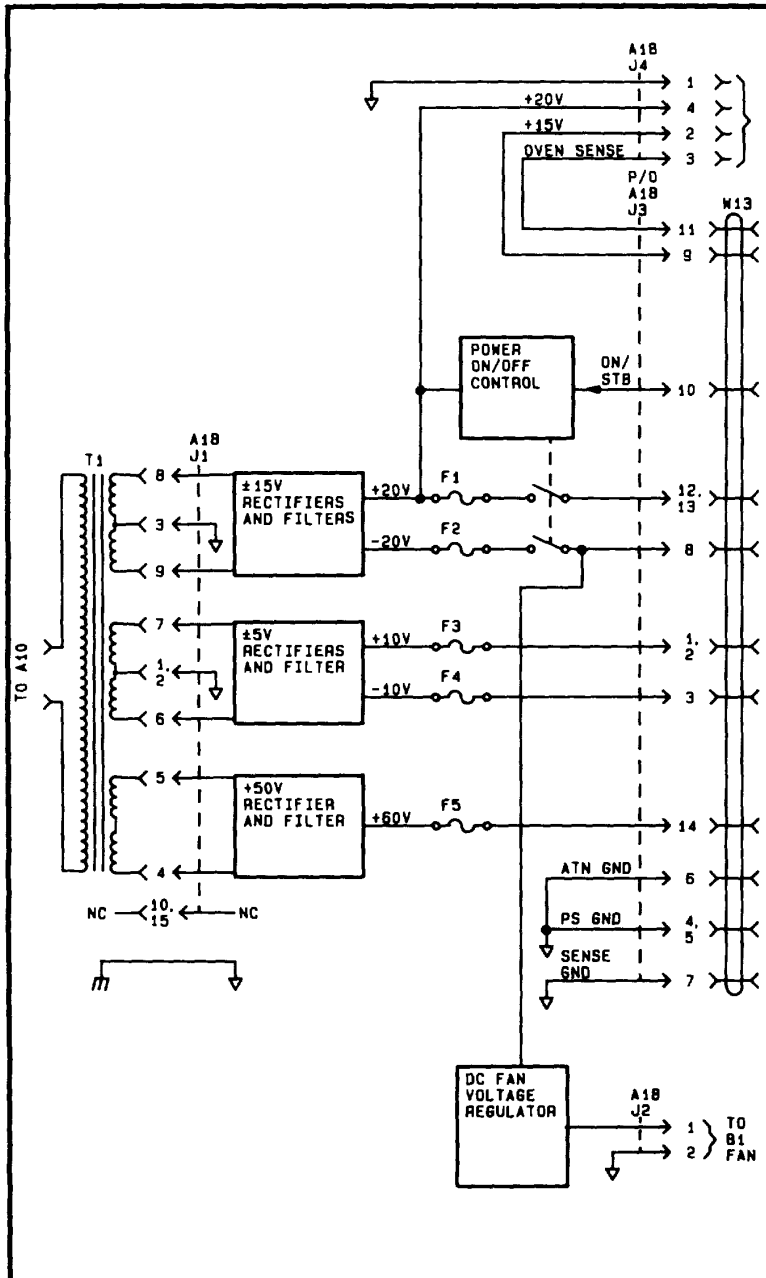 A18
J4
1
+20V
4
+15V
2
OVEN SENSE
3
P/O
A18
J3
W13
11
9
POWER
ON/OFF
CONTROL
ON/
STB
10
T1
A18
J1
8
±15V
RECTIFIERS
AND FILTERS
+20V
F1
12,
13
3
-20V
F2
8
9
7
±5V
RECTIFIERS
AND FILTER
+10V
F3
1,
2
TO A10
1,
2
-10V
F4
3
6
5
+50V
RECTIFIER
AND FILTER
+60V
F5
14
4
ATN GND
6
NC
10,
15
NC
PS GND
4,
5
SENSE
GND
7
DC FAN
VOLTAGE
REGULATOR
A18
J2
1
2
TO
B1
FAN